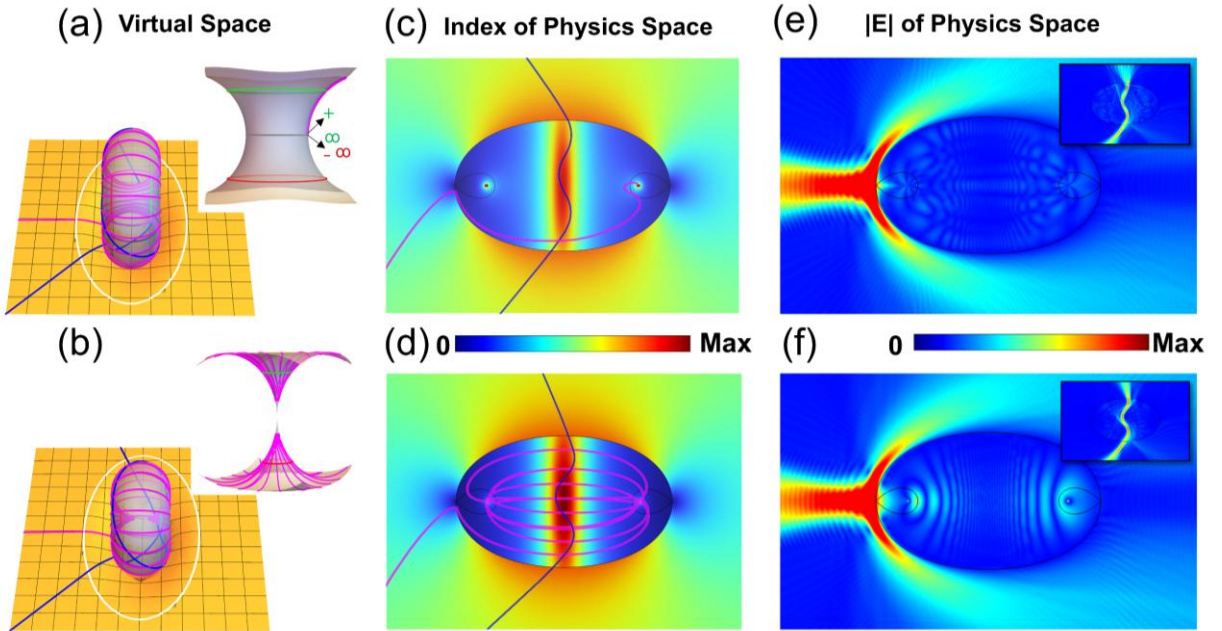 (a) Virtual Space
(c) Index of Physics Space
(e) |E| of Physics Space
+
∞
- ∞
(b)
(d) 0 Max
(f) 0 Max